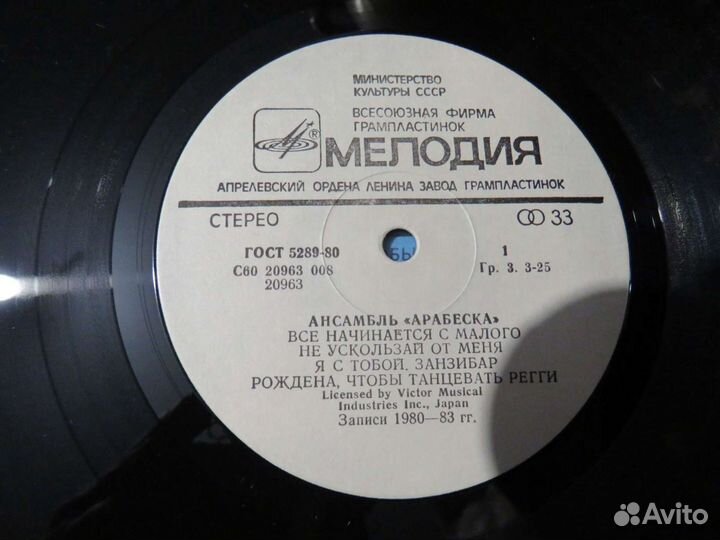 МИНИСТЕРСТВО
КУЛЬТУРЫ СССР
ВСЕСОЮЗНАЯ ФИРМА
ГРАМПЛАСТИНОК
® МЕЛОДИЯ
АПРЕЛЕВСКИЙ ОРДЕНА ЛЕНИНА ЗАВОД ГРАМПЛАСТИНОК
СТЕРЕО 33
ГОСТ 5289-80 1
С60 20963 008 Гр. 3. 3-25
20963
БЫ
АНСАМБЛЬ «АРАБЕСКА»
ВСЕ НАЧИНАЕТСЯ С МАЛОГО
НЕ УСКОЛЬЗАЙ ОТ МЕНЯ
Я С ТОБОЙ. ЗАНЗИБАР
РОЖДЕНА, ЧТОБЫ ТАНЦЕВАТЬ РЕГГИ
Licensed by Victor Musical
Industries Inc., Japan
Записи 1980—83 гг.
Avito